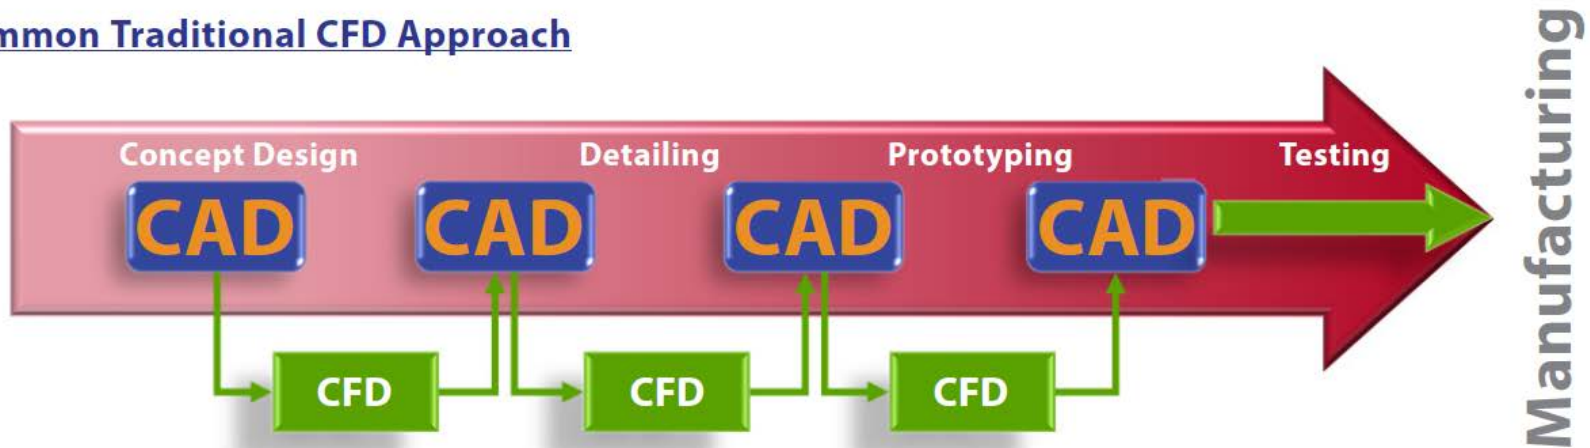 mmon Traditional CFD Approach
Concept Design
Detailing
Prototyping
Testing
CAD
CAD
CAD
CAD
CFD
CFD
CFD
Manufacturing